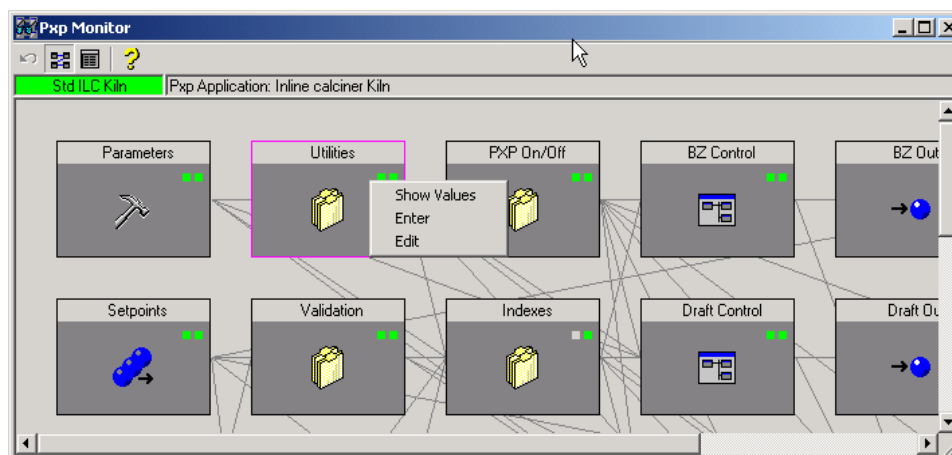 Pxp Monitor
Std ILC Kiln Pxp Application: Inline calciner Kiln
Parameters Utilities PXP On/Off BZ Control BZ Out
Show Values
Enter
Edit
Setpoints Validation Indexes Draft Control Draft Ou